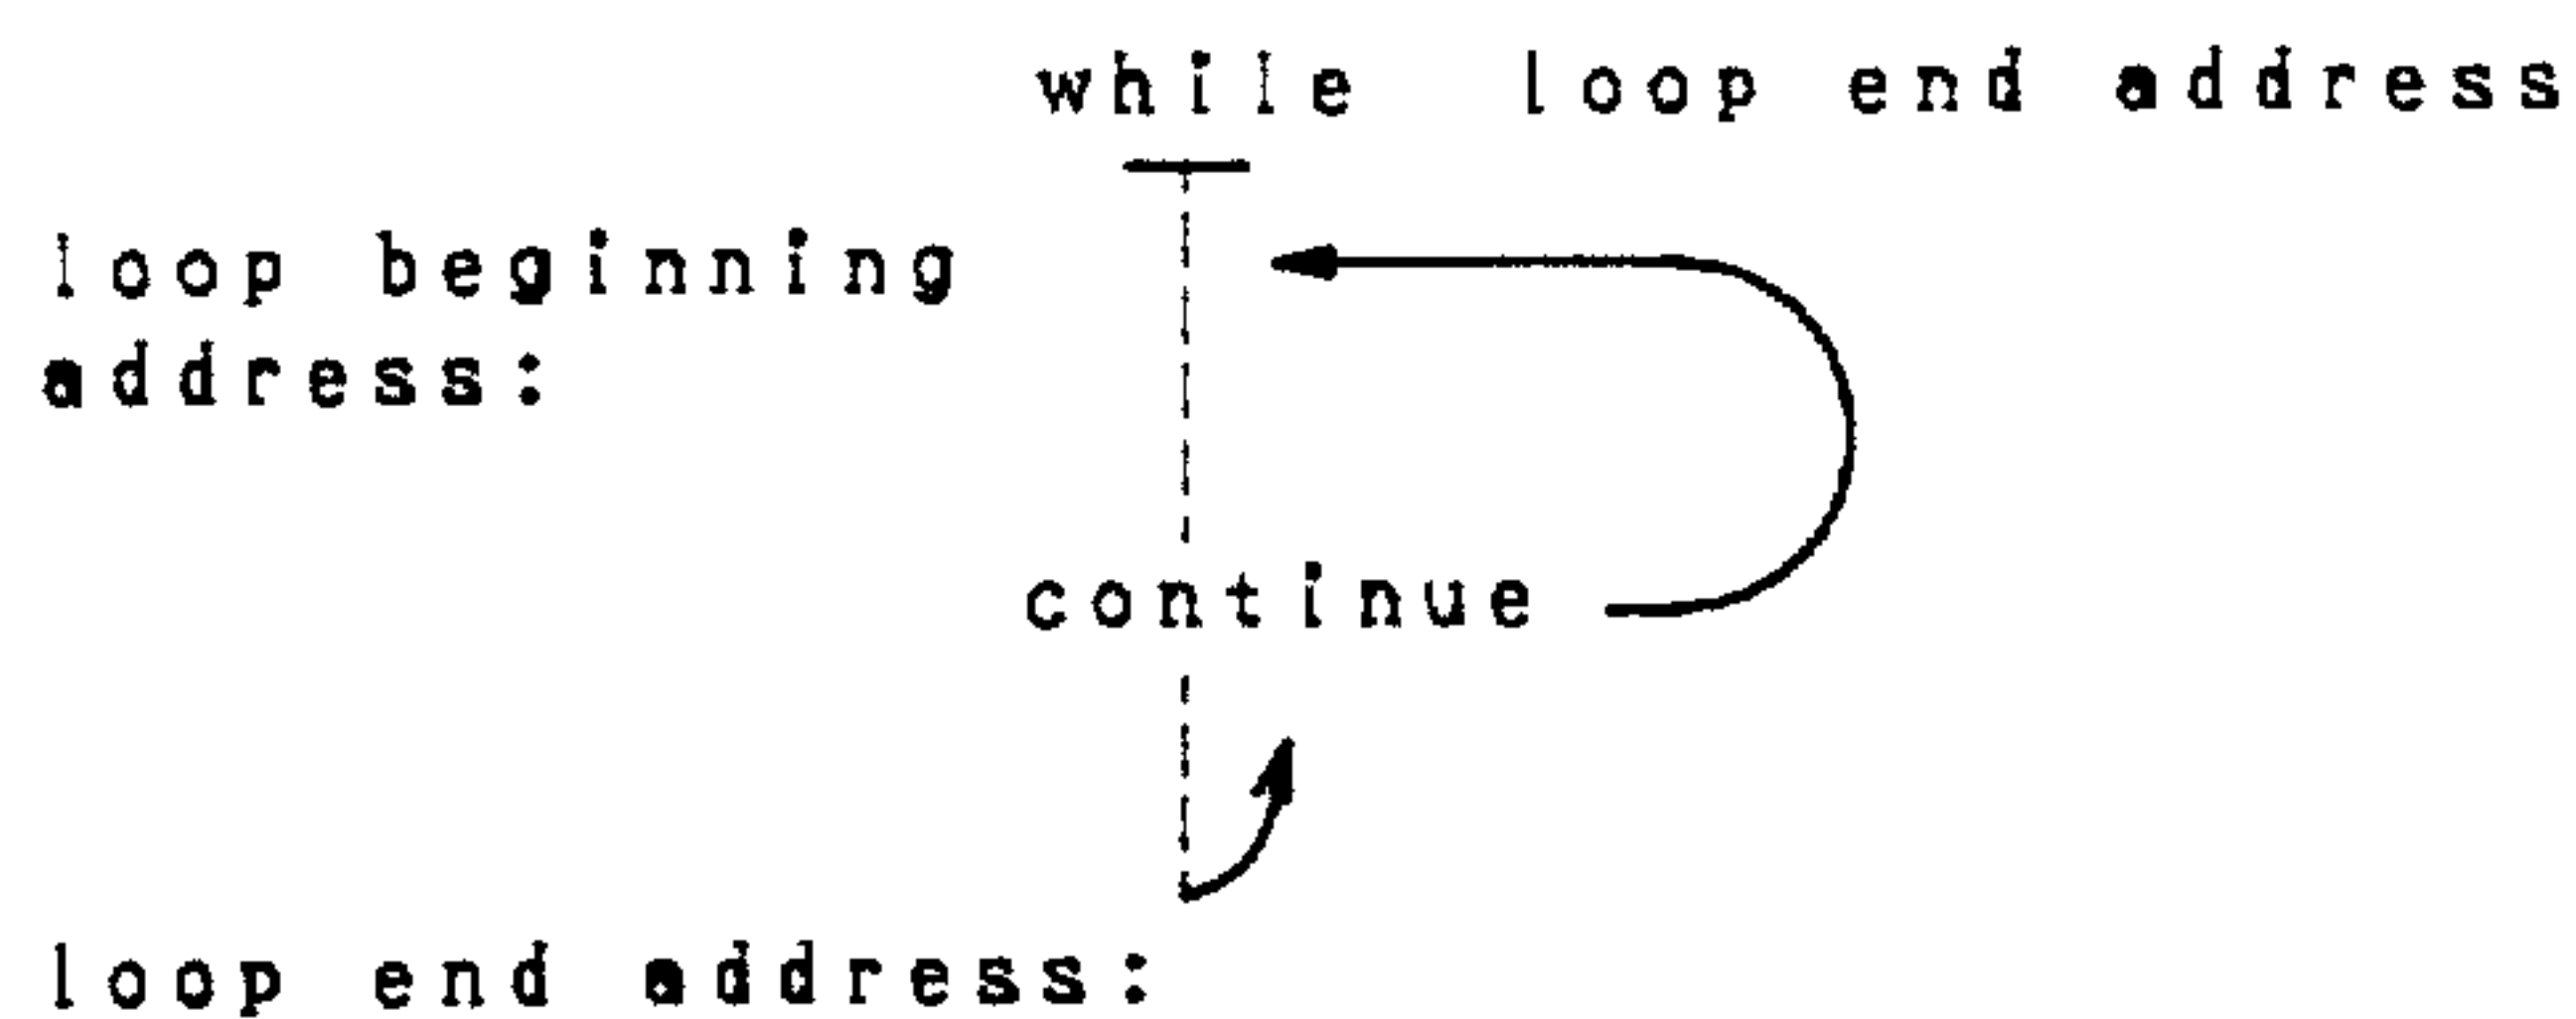 while loop end address
loop beginning
address:
continue
loop end address: